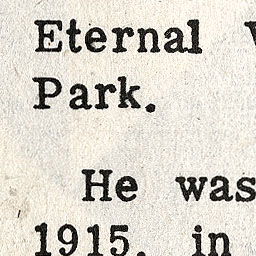 Eternal
Park.
He was
1915. in